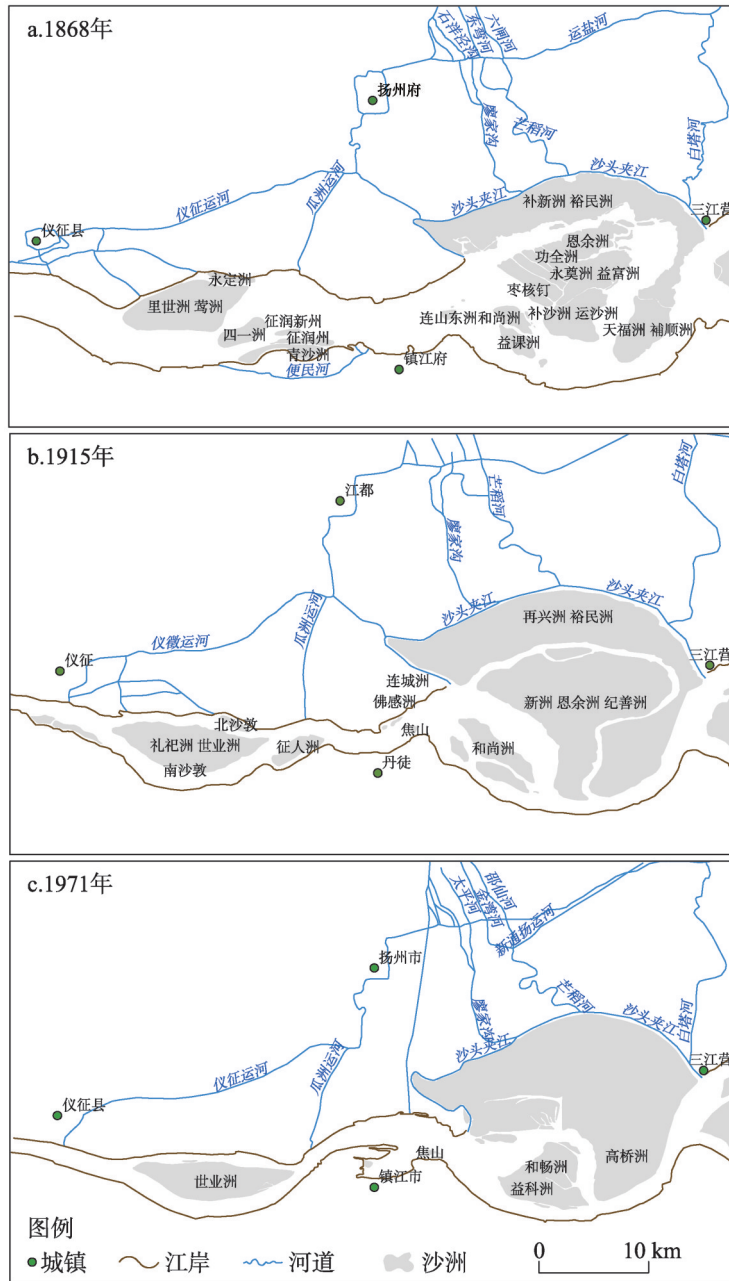 a.1868年
石洋泾沟
东弯河
六闸河
运盐河
扬州府
廖家沟
芒稻河
白塔河
沙头夹江
沙头夹江
瓜洲运河
仪征运河
补新洲 裕民洲
三江营
仪征县
恩余洲
功全洲
永奠洲 益富洲
永定洲
枣核钉
里世洲 莺洲
征润新州
连山东洲和尚洲
补沙洲 运沙洲
四一洲
征润州
天福洲 補顺洲
益课洲
青沙洲
便民河
镇江府
b.1915年
江都
芒稻河
白塔河
廖家沟
沙头夹江
沙头夹江
瓜洲运河
再兴洲 裕民洲
仪徵运河
仪征
三江营
连城洲
佛感洲
新洲 恩余洲 纪善洲
北沙敦
焦山
礼祀洲 世业洲
征人洲
和尚洲
南沙敦
丹徒
c.1971年
太平河
金湾河
邵仙河
新通扬运河
扬州市
芒稻河
廖家沟
沙头夹江
白塔河
沙头夹江
瓜洲运河
仪征运河
三江营
仪征县
焦山
和畅洲
高桥洲
世业洲
益科洲
镇江市
图例
城镇
江岸
河道
沙洲
0
10 km